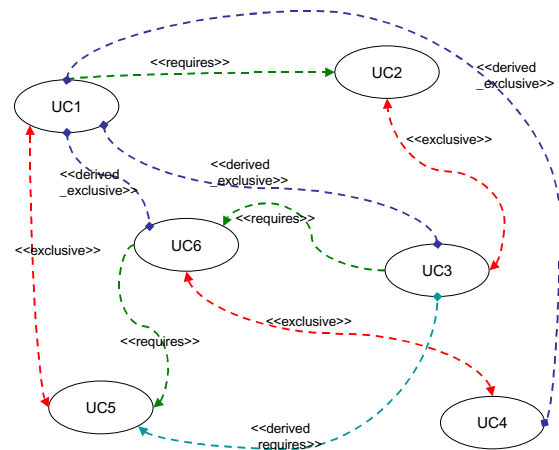 <<requires>>
<<derived
_exclusive>>
UC2
UC1
<<exclusive>>
<<derived
_exclusive>>
<<derived
_exclusive>>
<<requires>>
UC6
<<exclusive>>
UC3
<<exclusive>>
<<requires>>
UC5
UC4
<<derived
_requires>>